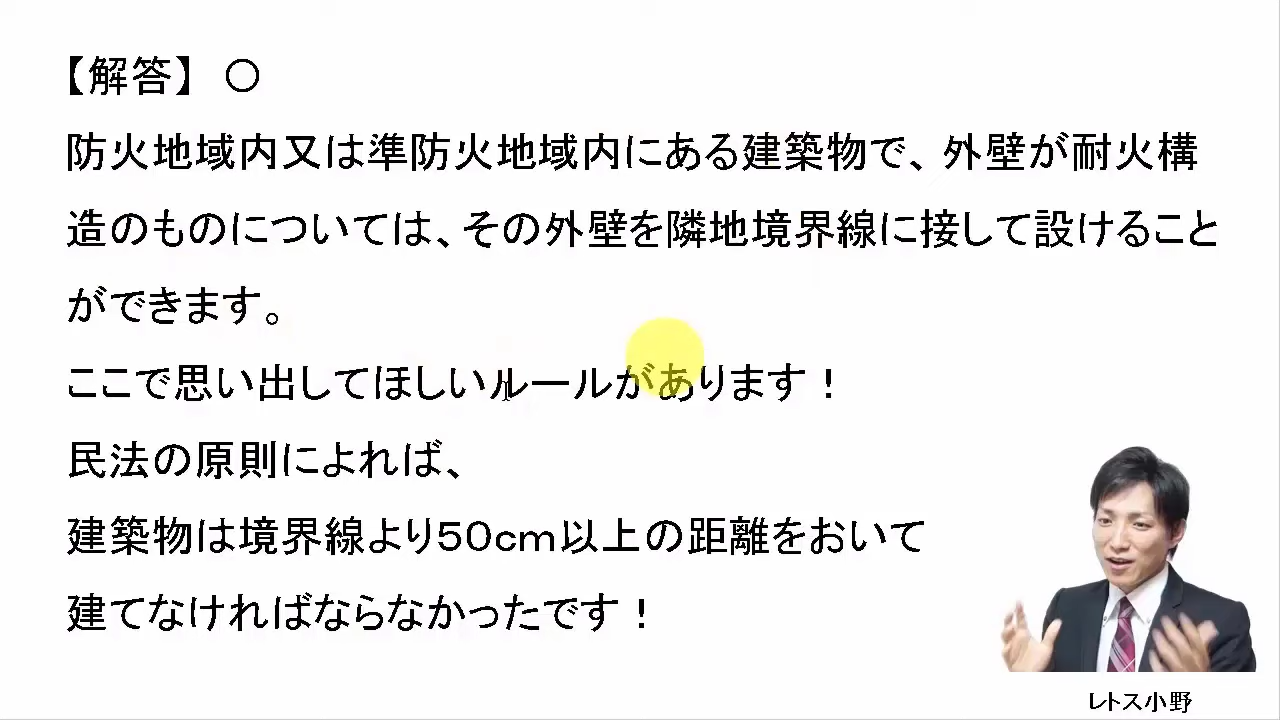 【解答】 ○
防火地域内又は準防火地域内にある建築物で、外壁が耐火構
造のものについては、その外壁を隣地境界線に接して設けること
ができます。
ここで思い出してほしいルールがあります！
民法の原則によれば、
建築物は境界線より50cm以上の距離をおいて
建てなければならなかったです！
レトス小野